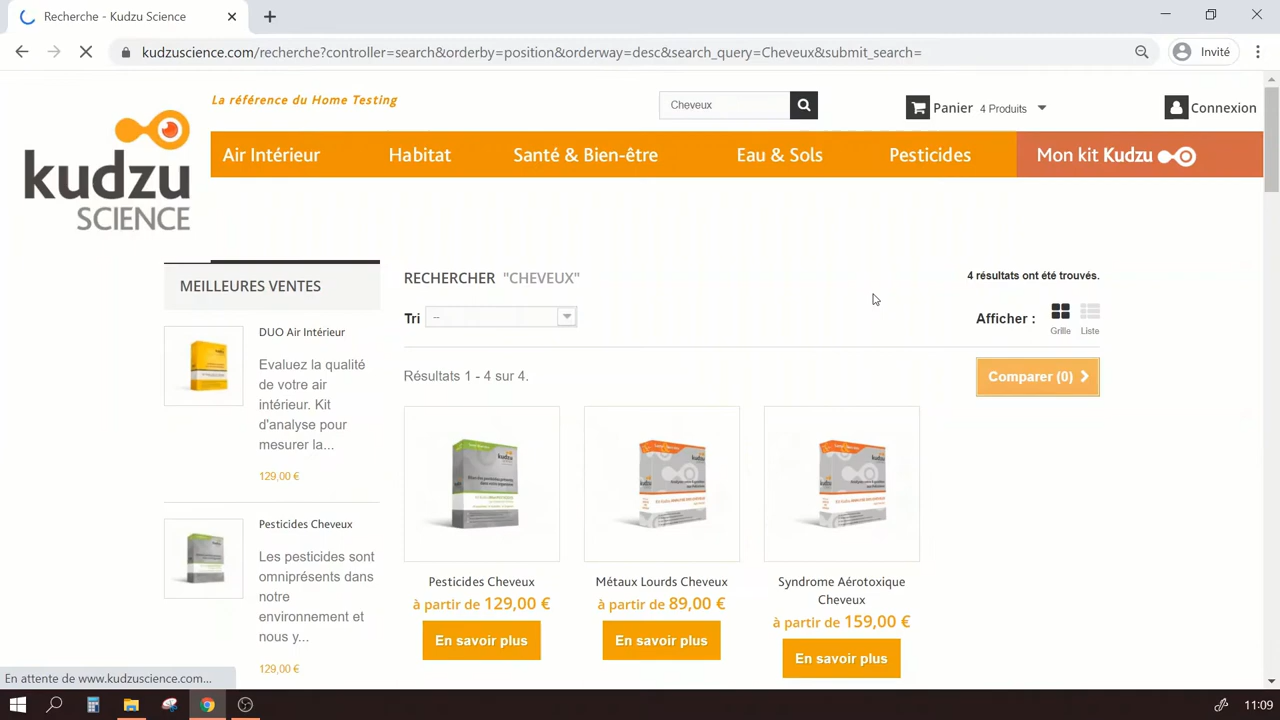 Recherche - Kudzu Science
kudzuscience.com/recherche?controller=search&orderby=position&orderway=desc&search_query=Cheveux&submit_search=
Invité
La référence du Home Testing
Cheveux
Panier 4 Produits
Connexion
kudzu
SCIENCE
Air Intérieur Habitat Santé & Bien-être Eau & Sols Pesticides Mon kit Kudzu
MEILLEURES VENTES
DUO Air Intérieur
Evaluez la qualité
de votre air
intérieur. Kit
d'analyse pour
mesurer la...
129,00 €
Pesticides Cheveux
Les pesticides sont
omniprésents dans
notre
environnement et
nous y...
129,00 €
RECHERCHER "CHEVEUX"
4 résultats ont été trouvés.
Tri --
Afficher :
Grille Liste
Résultats 1 - 4 sur 4.
Comparer (0)
kudzu
kudzu
kudzu
Pesticides Cheveux
à partir de 129,00 €
En savoir plus
Métaux Lourds Cheveux
à partir de 89,00 €
En savoir plus
Syndrome Aérotoxique
Cheveux
à partir de 159,00 €
En savoir plus
En attente de www.kudzuscience.com...
11:09